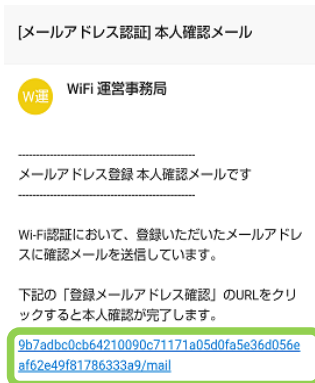 [メールアドレス認証] 本人確認メール
W運
WiFi 運営事務局
------------------------------------------------
メールアドレス登録 本人確認メールです
------------------------------------------------
Wi-Fi認証において、登録いただいたメールアドレ
スに確認メールを送信しています。
下記の「登録メールアドレス確認」のURLをクリ
ックすると本人確認が完了します。
9b7adbc0cb64210090c71171a05d0fa5e36d056e
af62e49f81786333a9/mail